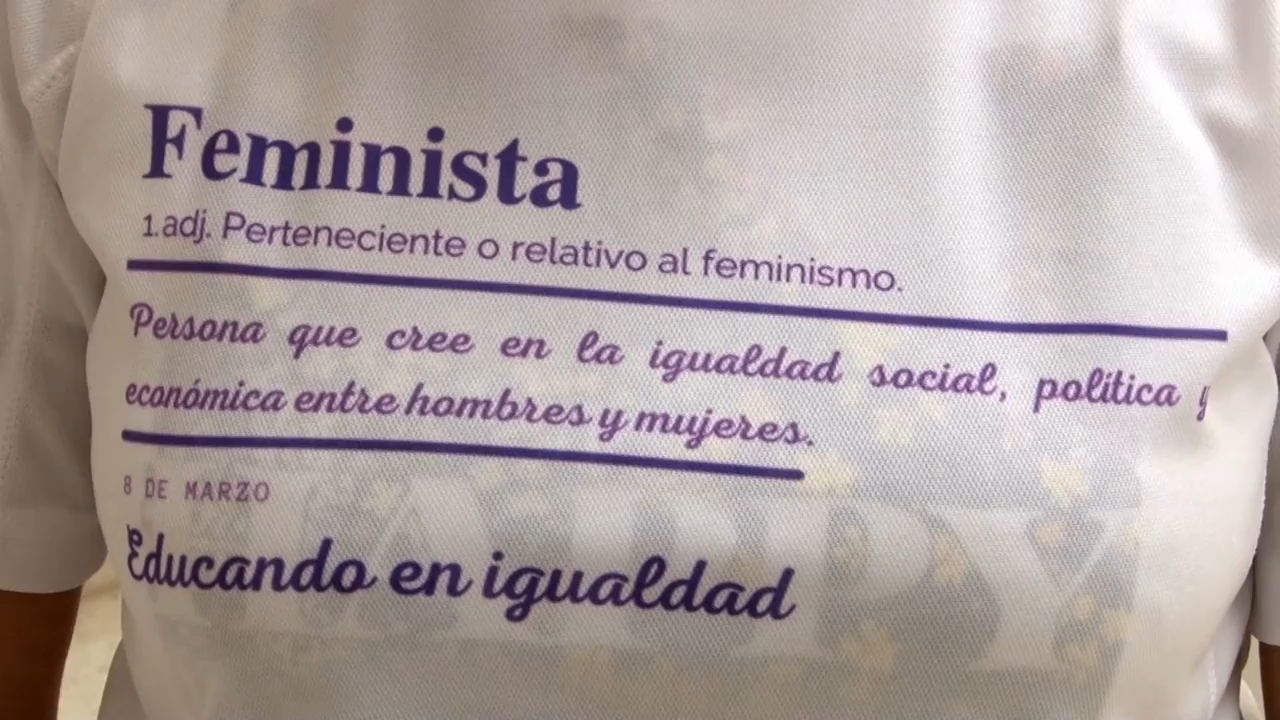 Feminista
1.adj. Perteneciente o relativo al feminismo.
Persona que cree en la igualdad social, política y
económica entre hombres y mujeres.
8 DE MARZO
Educando en igualdad
HAPPY